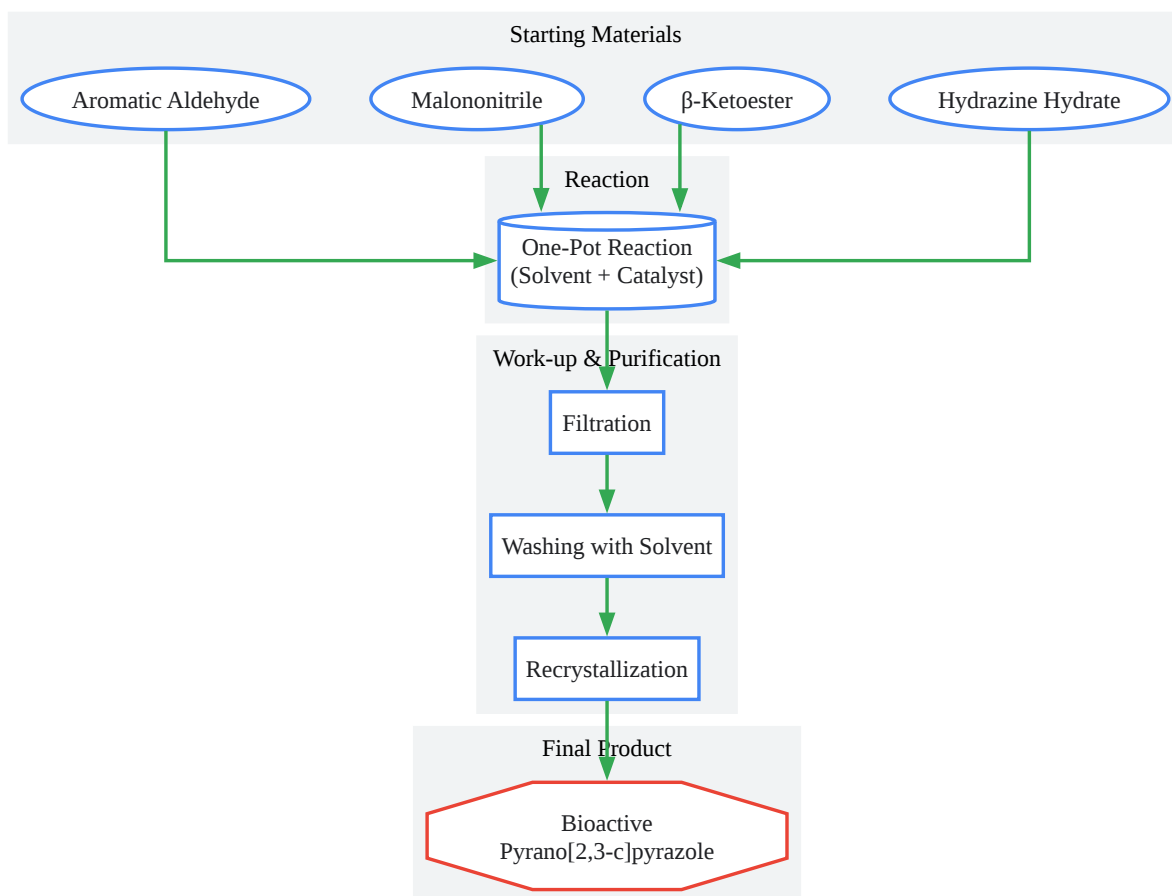 Starting Materials
Aromatic Aldehyde
Malononitrile
β-Ketoester
Hydrazine Hydrate
Reaction
One-Pot Reaction
(Solvent + Catalyst)
Work-up & Purification
Filtration
Washing with Solvent
Recrystallization
Final Product
Bioactive
Pyrano[2,3-c]pyrazole